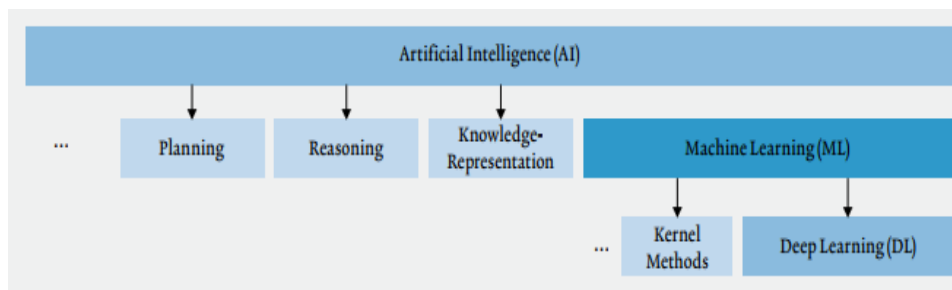 Artificial Intelligence (AI)
...
Planning
Reasoning
Knowledge-
Representation
Machine Learning (ML)
...
Kernel
Methods
Deep Learning (DL)